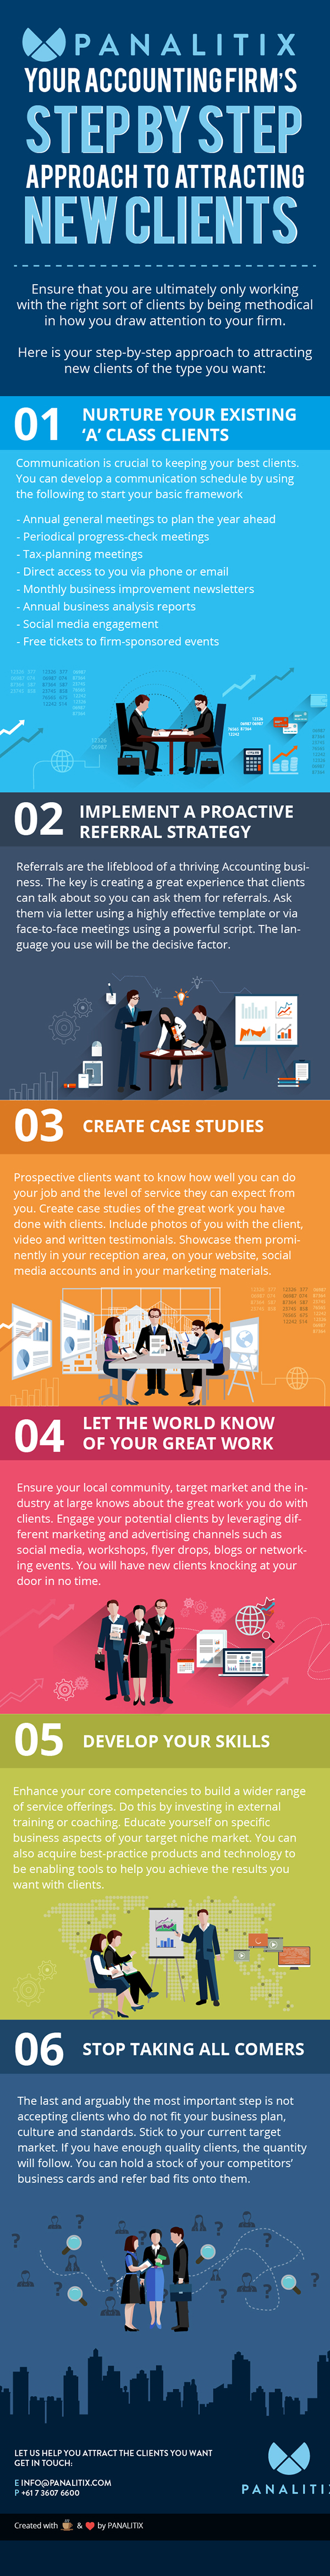 PANALITIX
YOUR ACCOUNTING FIRM'S
STEP BY STEP
APPROACH TO ATTRACTING
NEW CLIENTS
Ensure that you are ultimately only working
with the right sort of clients by being methodical
in how you draw attention to your firm.
Here is your step-by-step approach to attracting
new clients of the type you want:
01 NURTURE YOUR EXISTING
'A' CLASS CLIENTS
Communication is crucial to keeping your best clients.
You can develop a communication schedule by using
the following to start your basic framework
- Annual general meetings to plan the year ahead
- Periodical progress-check meetings
- Tax-planning meetings
- Direct access to you via phone or email
- Monthly business improvement newsletters
- Annual business analysis reports
- Social media engagement
- Free tickets to firm-sponsored events
02 IMPLEMENT A PROACTIVE
REFERRAL STRATEGY
Referrals are the lifeblood of a thriving Accounting busi-
ness. The key is creating a great experience that clients
can talk about so you can ask them for referrals. Ask
them via letter using a highly effective template or via
face-to-face meetings using a powerful script. The lan-
guage you use will be the decisive factor.
03 CREATE CASE STUDIES
Prospective clients want to know how well you can do
your job and the level of service they can expect from
you. Create case studies of the great work you have
done with clients. Include photos of you with the client,
video and written testimonials. Showcase them promi-
nently in your reception area, on your website, social
media accounts and in your marketing materials.
04 LET THE WORLD KNOW
OF YOUR GREAT WORK
Ensure your local community, target market and the in-
dustry at large knows about the great work you do with
clients. Engage your potential clients by leveraging dif-
ferent marketing and advertising channels such as
social media, workshops, flyer drops, blogs or network-
ing events. You will have new clients knocking at your
door in no time.
05 DEVELOP YOUR SKILLS
Enhance your core competencies to build a wider range
of service offerings. Do this by investing in external
training or coaching. Educate yourself on specific
business aspects of your target niche market. You can
also acquire best-practice products and technology to
be enabling tools to help you achieve the results you
want with clients.
06 STOP TAKING ALL COMERS
The last and arguably the most important step is not
accepting clients who do not fit your business plan,
culture and standards. Stick to your current target
market. If you have enough quality clients, the quantity
will follow. You can hold a stock of your competitors'
business cards and refer bad fits onto them.
LET US HELP YOU ATTRACT THE CLIENTS YOU WANT
GET IN TOUCH:
E INFO@PANALITIX.COM
P +61 7 3607 6600
PANALITI
Created with & by PANALITIX